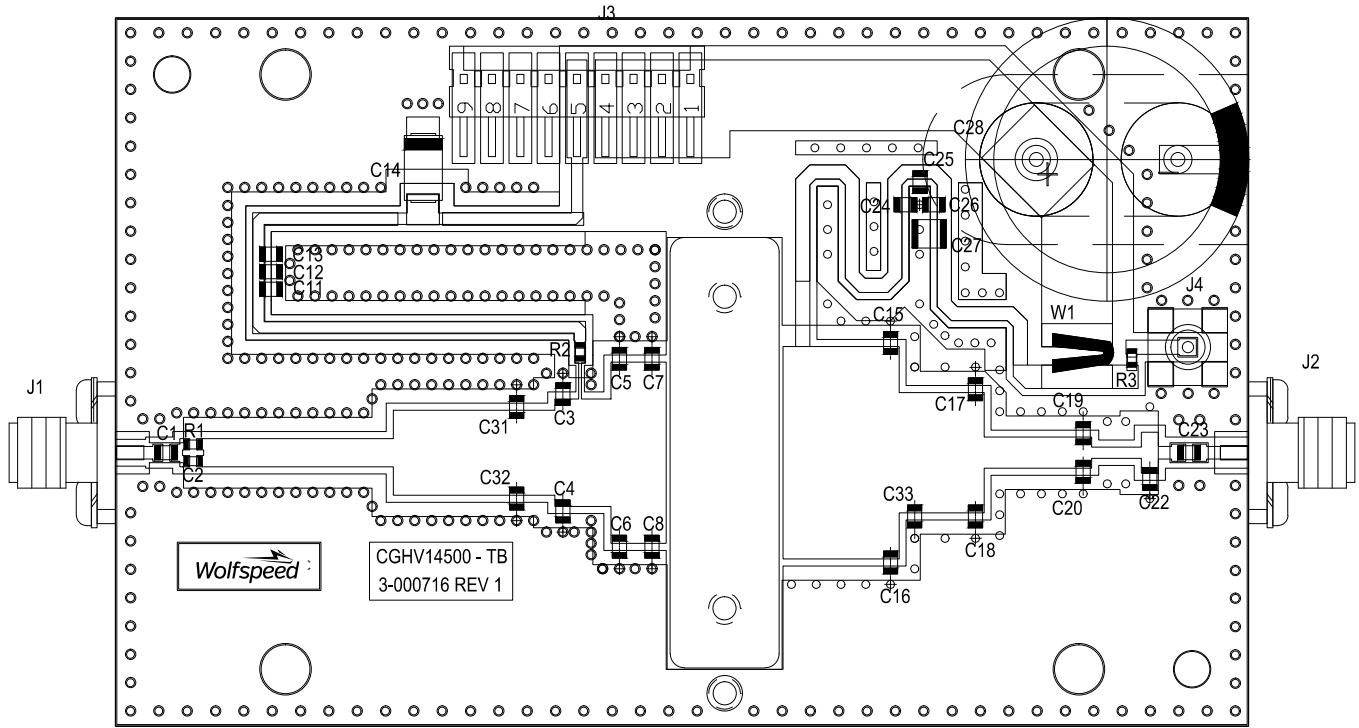 J3
9 8 7 6 5 4 3 2 1
C28
C14
C25
C24
C26
C27
C13
C12
C11
J4
W1
C15
R2
R3
J2
C5
C7
J1
C31
C3
C17
C19
C1
R1
C23
C2
C32
C4
C33
C20
C22
C6
C8
C18
C16
Wolfspeed
CGHV14500 - TB
3-000716 REV 1